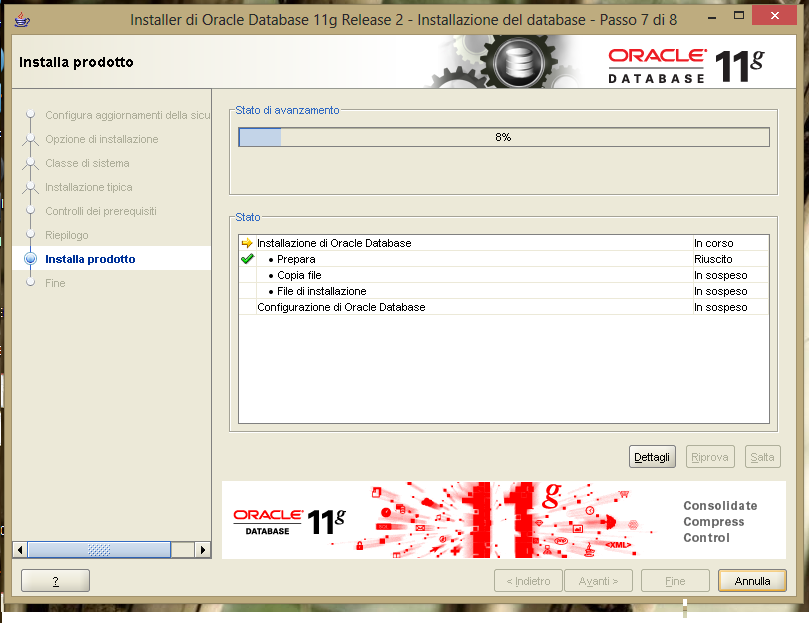 Installer di Oracle Database 11g Release 2 - Installazione del database - Passo 7 di 8
Installa prodotto
ORACLE
DATABASE 11g
Configura aggiornamenti della sicu
Opzione di installazione
Classe di sistema
Installazione tipica
Controlli dei prerequisiti
Riepilogo
Installa prodotto
Fine
Stato di avanzamento
8%
Stato
Installazione di Oracle Database In corso
• Prepara Riuscito
• Copia file In sospeso
• File di installazione In sospeso
Configurazione di Oracle Database In sospeso
Dettagli Riprova Salta
ORACLE
DATABASE 11g
11g
<XML>
Consolidate
Compress
Control
? < Indietro Avanti > Fine Annulla